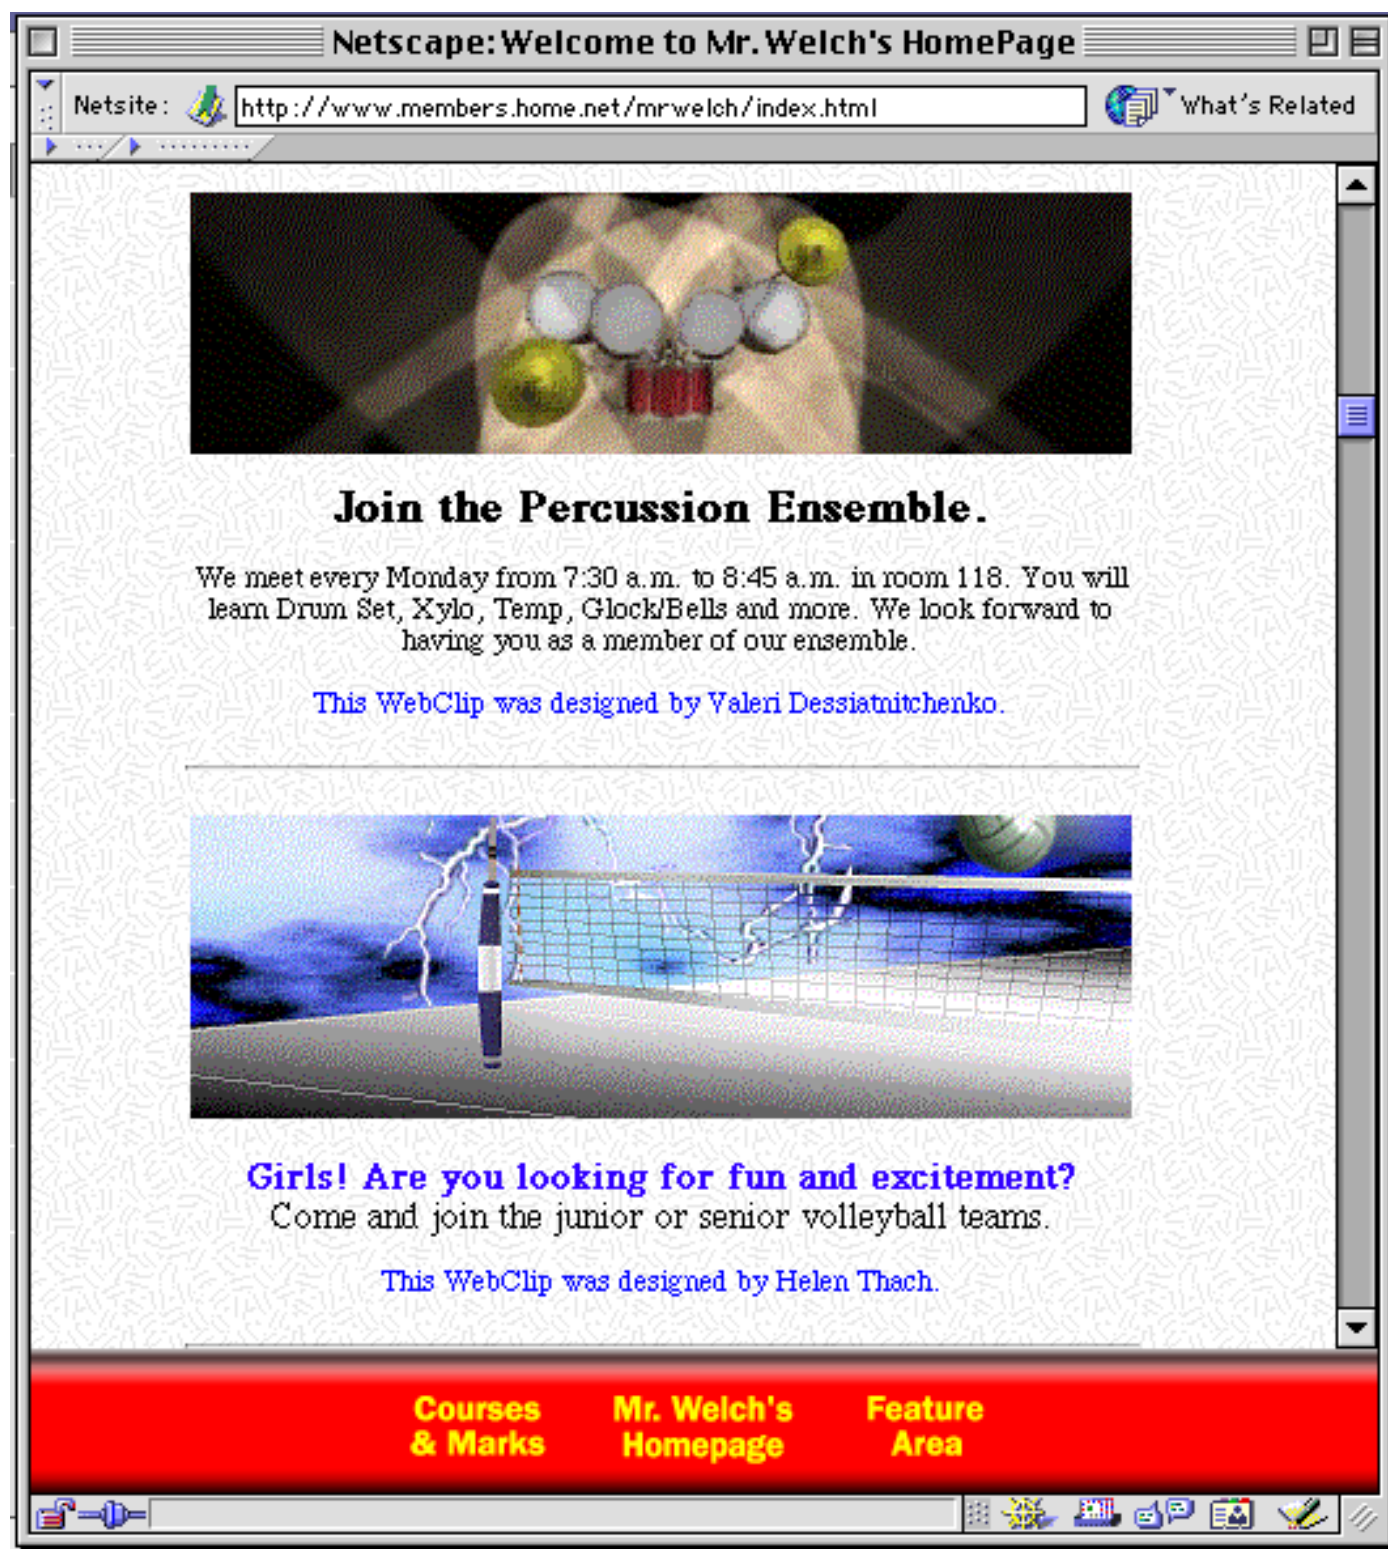 Netscape: Welcome to Mr. Welch's HomePage
Netsite: http://www.members.home.net/mrwelch/index.html What's Related
Join the Percussion Ensemble.
We meet every Monday from 7:30 a.m. to 8:45 a.m. in room 118. You will
learn Drum Set, Xylo, Temp, Glock/Bells and more. We look forward to
having you as a member of our ensemble.
This WebClip was designed by Valeri Dessiatnitchenko.
Girls! Are you looking for fun and excitement?
Come and join the junior or senior volleyball teams.
This WebClip was designed by Helen Thach.
Courses
& Marks
Mr. Welch's
Homepage
Feature
Area